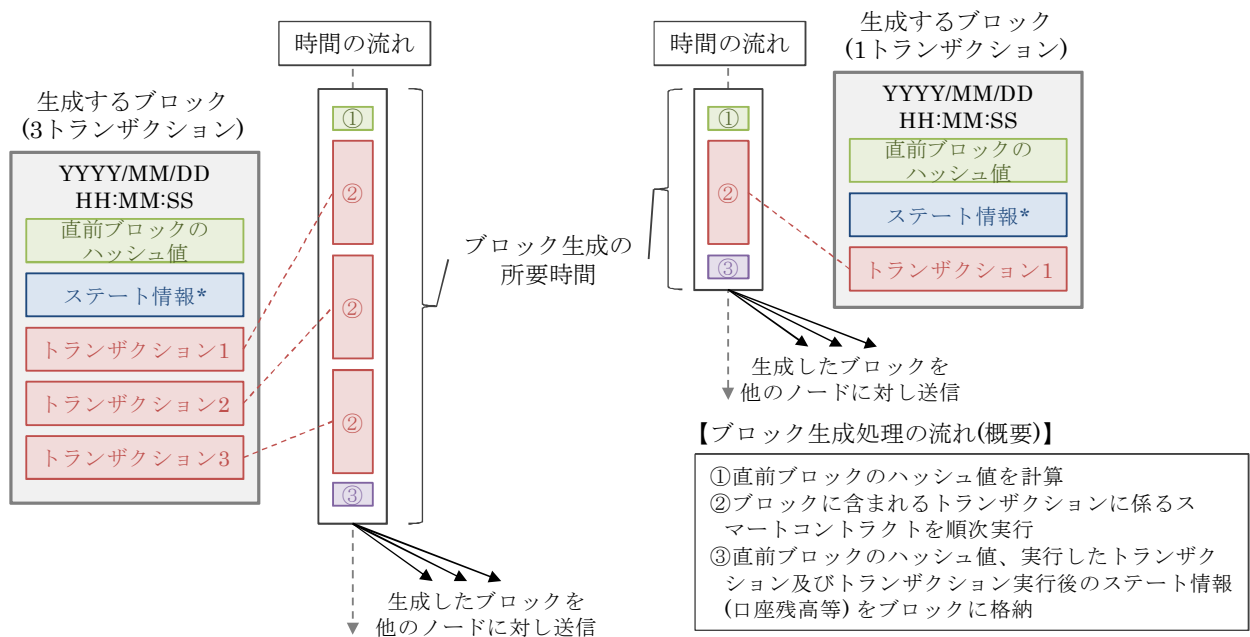 時間の流れ
生成するブロック
(3トランザクション)
YYYY/MM/DD
HH:MM:SS
直前ブロックの
ハッシュ値
ステート情報*
トランザクション1
トランザクション2
トランザクション3
①
②
②
②
③
ブロック生成の
所要時間
生成したブロックを
他のノードに対し送信
時間の流れ
①
②
③
生成するブロック
(1トランザクション)
YYYY/MM/DD
HH:MM:SS
直前ブロックの
ハッシュ値
ステート情報*
トランザクション1
生成したブロックを
他のノードに対し送信
【ブロック生成処理の流れ(概要)】
①直前ブロックのハッシュ値を計算
②ブロックに含まれるトランザクションに係るス
マートコントラクトを順次実行
③直前ブロックのハッシュ値、実行したトランザク
ション及びトランザクション実行後のステート情報
(口座残高等) をブロックに格納